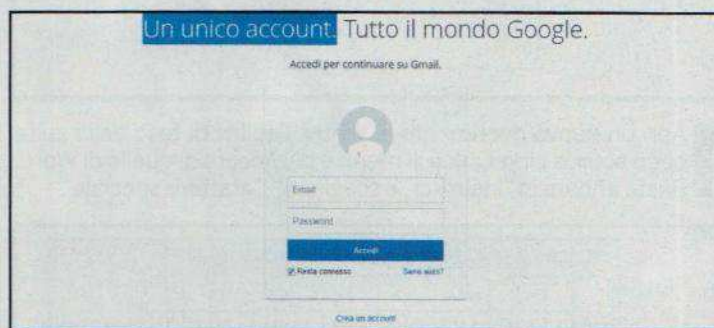 Un unico account. Tutto il mondo Google.
Accedi per continuare su Gmail.
Email
Password
Accedi
Resta connesso
Serve aiuto?
Crea un account